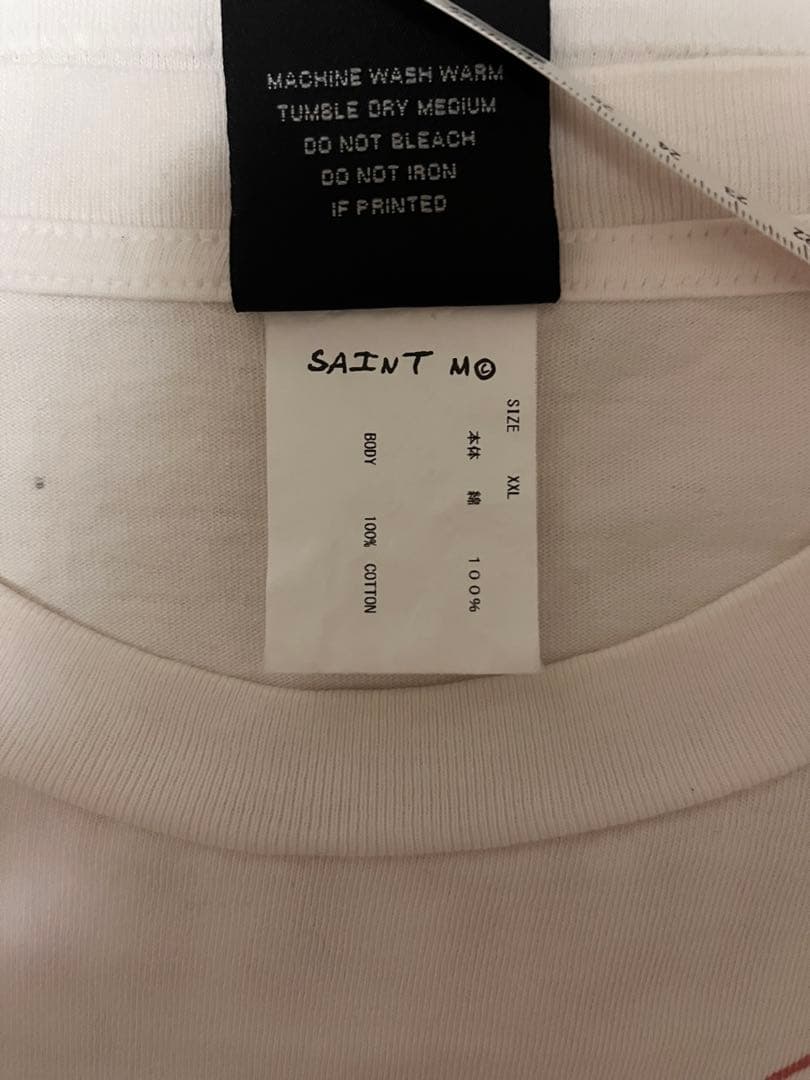 MACHINE WASH WARM
TUMBLE DRY MEDIUM
DO NOT BLEACH
DO NOT IRON
IF PRINTED
SAINT M©
SIZE XXL
本体 綿 100%
BODY 100% COTTON